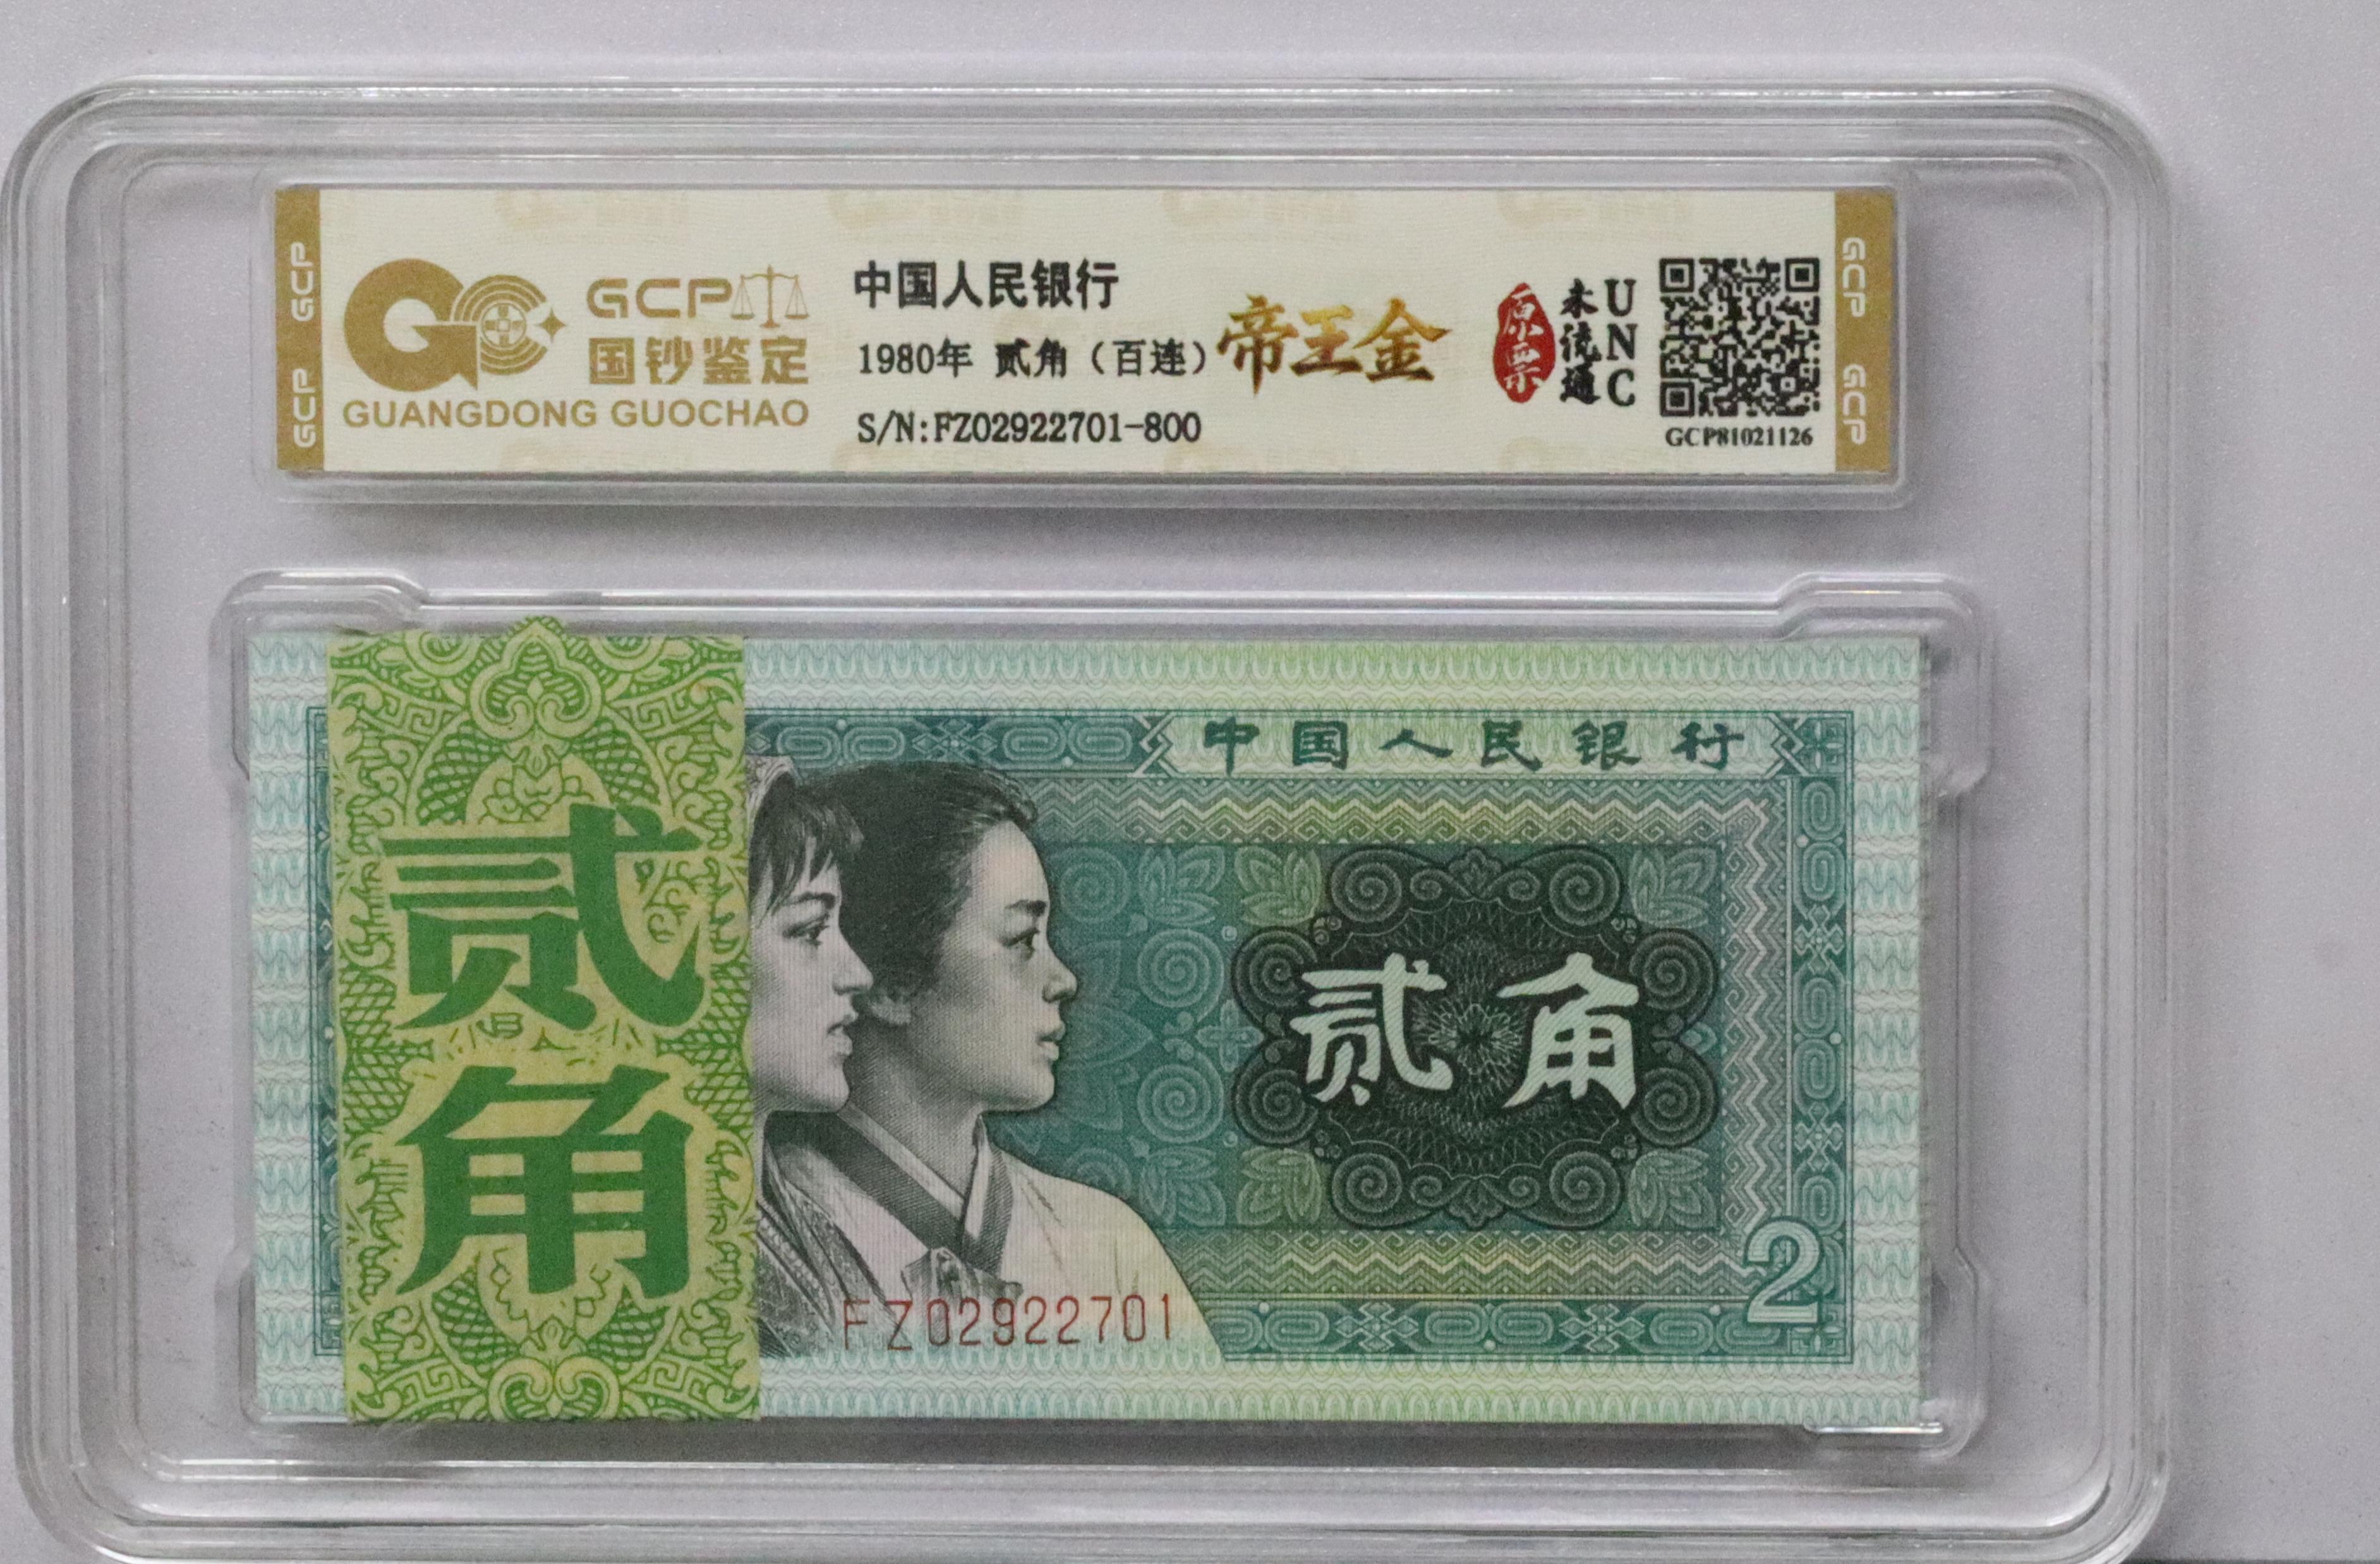 GCP
国钞鉴定
GUANGDONG GUOCHAO
GCP GCP
中国人民银行
1980年 贰角（百连）
S/N:FZ02922701-800
帝王金
原票
未流通
UNC
GCP81021126
GCP GCP
贰角
中国人民银行
贰角
FZ02922701
2